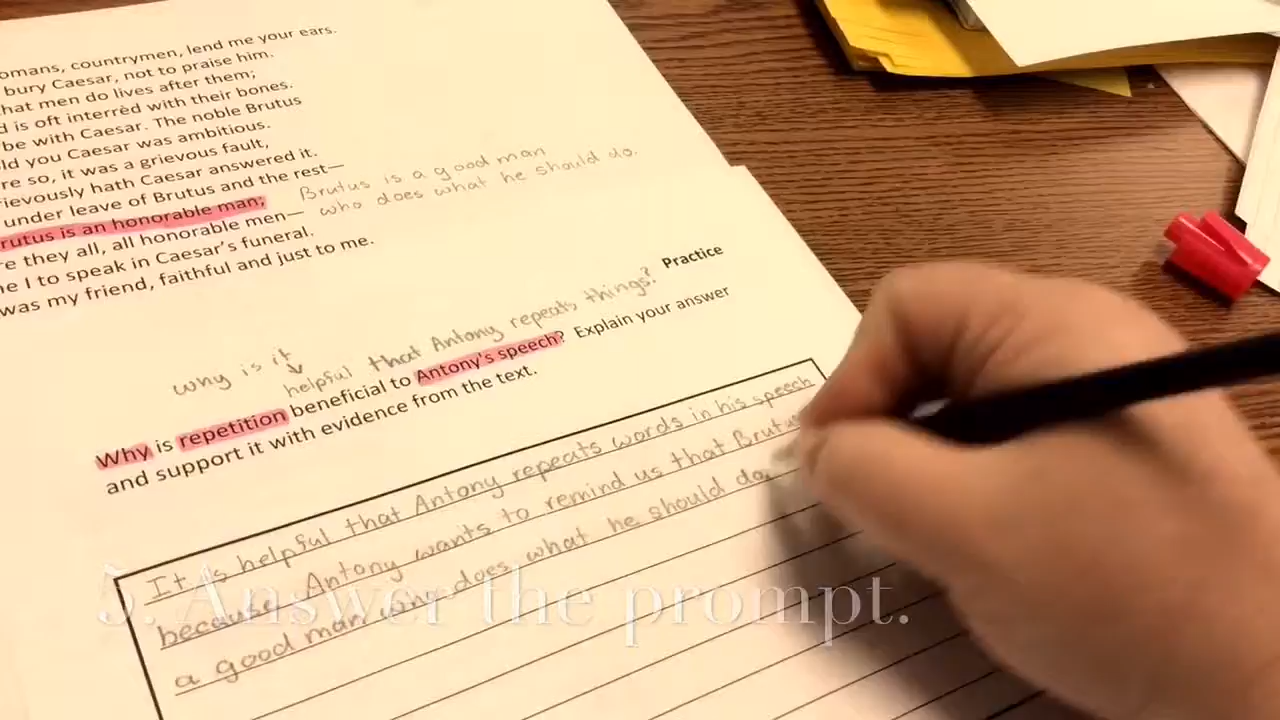 omans, countrymen, lend me your ears.
bury Caesar, not to praise him.
hat men do lives after them;
d is oft interrèd with their bones.
be with Caesar. The noble Brutus
ld you Caesar was ambitious.
re so, it was a grievous fault,
rievously hath Caesar answered it.
under leave of Brutus and the rest—
rutus is an honorable man;
Brutus is a good man
who does what he should do.
re they all, all honorable men—
e I to speak in Caesar's funeral.
was my friend, faithful and just to me.
Practice
why is it
helpful that Antony repeats things?
Why is repetition beneficial to Antony's speech? Explain your answer
and support it with evidence from the text.
It is helpful that Antony repeats words in his speech
because Antony wants to remind us that Brutus
a good man who does what he should do.
5. Answer the prompt.